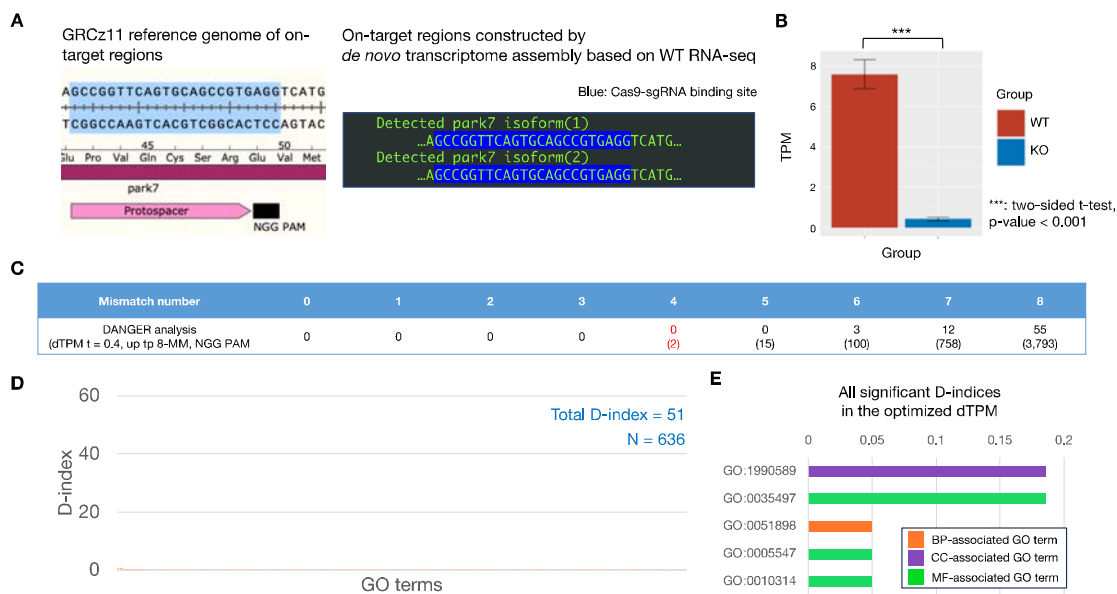 A
GRCz11 reference genome of on-
target regions
AGCCGGTTCAGTGCAGCCGTGAGGTCATG
TCGGCCAAGTCACGTCGGCACTCCAGTAC
45
50
Glu Pro Val Gln Cys Ser Arg Glu Val Met
park7
Protospacer
NGG PAM
On-target regions constructed by
de novo transcriptome assembly based on WT RNA-seq
Blue: Cas9-sgRNA binding site
Detected park7 isoform(1)
…AGCCGGTTCAGTGCAGCCGTGAGGTCATG…
Detected park7 isoform(2)
…AGCCGGTTCAGTGCAGCCGTGAGGTCATG…
B
***
8
6
4
2
0
TPM
Group
Group
WT
KO
***: two-sided t-test,
p-value < 0.001
C
Mismatch number 0 1 2 3 4 5 6 7 8
DANGER analysis
(dTPM t = 0.4, up tp 8-MM, NGG PAM
0 0 0 0
0
(2)
0
(15)
3
(100)
12
(758)
55
(3,793)
D
60
40
20
0
D-index
GO terms
Total D-index = 51
N = 636
E
All significant D-indices
in the optimized dTPM
0 0.05 0.1 0.15 0.2
GO:1990589
GO:0035497
GO:0051898
GO:0005547
GO:0010314
BP-associated GO term
CC-associated GO term
MF-associated GO term